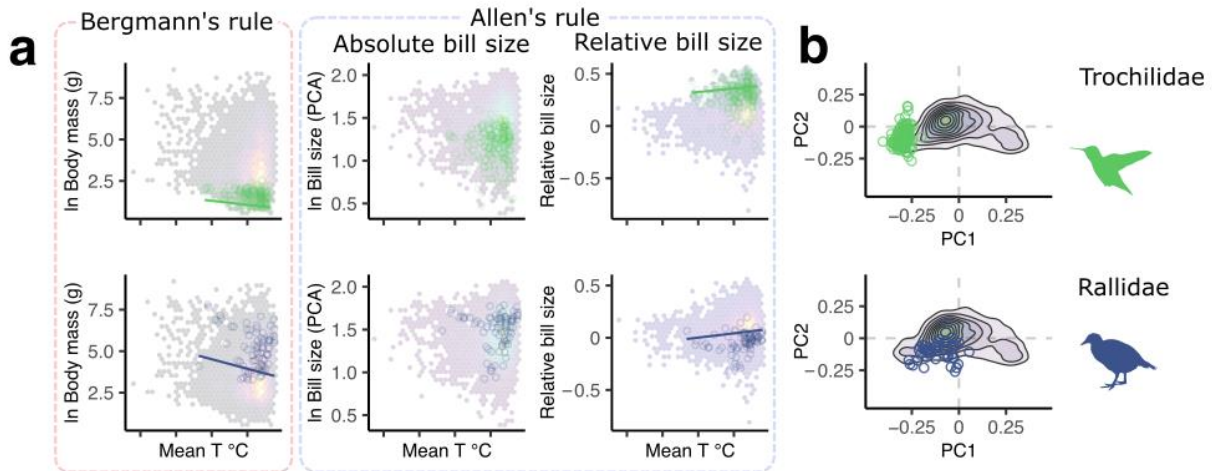 Bergmann's rule
Allen's rule
Absolute bill size
Relative bill size
a
b
ln Body mass (g)
7.5
5.0
2.5
ln Bill size (PCA)
2.0
1.5
1.0
0.5
Relative bill size
0.5
0
−0.5
PC2
0.25
0
−0.25
−0.25
0
0.25
PC1
Trochilidae
ln Body mass (g)
7.5
5.0
2.5
Mean T °C
ln Bill size (PCA)
2.0
1.5
1.0
0.5
Mean T °C
Relative bill size
0.5
0
−0.5
Mean T °C
PC2
0.25
0
−0.25
−0.25
0
0.25
PC1
Rallidae